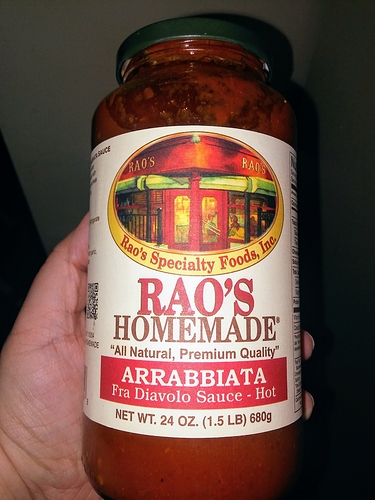 RAO'S RAO'S
Rao's Specialty Foods, Inc.
RAO'S
HOMEMADE®
"All Natural, Premium Quality"
ARRABBIATA
Fra Diavolo Sauce - Hot
NET WT. 24 OZ. (1.5 LB) 680g